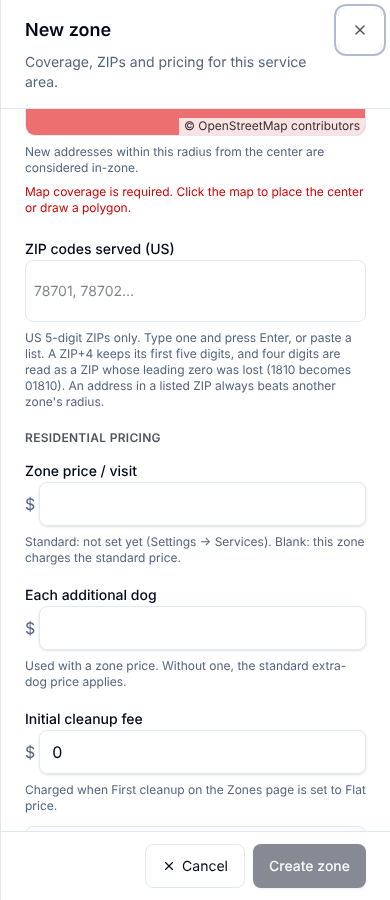 New zone
Coverage, ZIPs and pricing for this service
area.
© OpenStreetMap contributors
New addresses within this radius from the center are
considered in-zone.
Map coverage is required. Click the map to place the center
or draw a polygon.
ZIP codes served (US)
78701, 78702...
US 5-digit ZIPs only. Type one and press Enter, or paste a
list. A ZIP+4 keeps its first five digits, and four digits are
read as a ZIP whose leading zero was lost (1810 becomes
01810). An address in a listed ZIP always beats another
zone's radius.
RESIDENTIAL PRICING
Zone price / visit
$
Standard: not set yet (Settings → Services). Blank: this zone
charges the standard price.
Each additional dog
$
Used with a zone price. Without one, the standard extra-
dog price applies.
Initial cleanup fee
$ 0
Charged when First cleanup on the Zones page is set to Flat
price.
× Cancel
Create zone